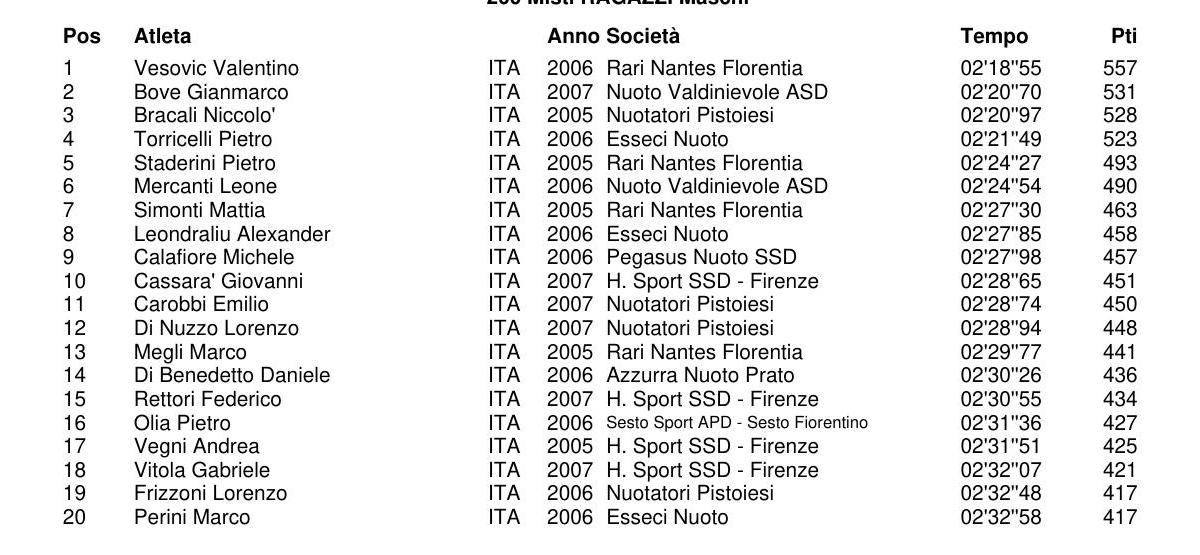 200 Misti RAGAZZI Maschi
Pos Atleta Anno Società Tempo Pti
1 Vesovic Valentino ITA 2006 Rari Nantes Florentia 02'18"55 557
2 Bove Gianmarco ITA 2007 Nuoto Valdinievole ASD 02'20"70 531
3 Bracali Niccolo' ITA 2005 Nuotatori Pistoiesi 02'20"97 528
4 Torricelli Pietro ITA 2006 Esseci Nuoto 02'21"49 523
5 Staderini Pietro ITA 2005 Rari Nantes Florentia 02'24"27 493
6 Mercanti Leone ITA 2006 Nuoto Valdinievole ASD 02'24"54 490
7 Simonti Mattia ITA 2005 Rari Nantes Florentia 02'27"30 463
8 Leondraliu Alexander ITA 2006 Esseci Nuoto 02'27"85 458
9 Calafiore Michele ITA 2006 Pegasus Nuoto SSD 02'27"98 457
10 Cassara' Giovanni ITA 2007 H. Sport SSD - Firenze 02'28"65 451
11 Carobbi Emilio ITA 2007 Nuotatori Pistoiesi 02'28"74 450
12 Di Nuzzo Lorenzo ITA 2007 Nuotatori Pistoiesi 02'28"94 448
13 Megli Marco ITA 2005 Rari Nantes Florentia 02'29"77 441
14 Di Benedetto Daniele ITA 2006 Azzurra Nuoto Prato 02'30"26 436
15 Rettori Federico ITA 2007 H. Sport SSD - Firenze 02'30"55 434
16 Olia Pietro ITA 2006 Sesto Sport APD - Sesto Fiorentino 02'31"36 427
17 Vegni Andrea ITA 2005 H. Sport SSD - Firenze 02'31"51 425
18 Vitola Gabriele ITA 2007 H. Sport SSD - Firenze 02'32"07 421
19 Frizzoni Lorenzo ITA 2006 Nuotatori Pistoiesi 02'32"48 417
20 Perini Marco ITA 2006 Esseci Nuoto 02'32"58 417